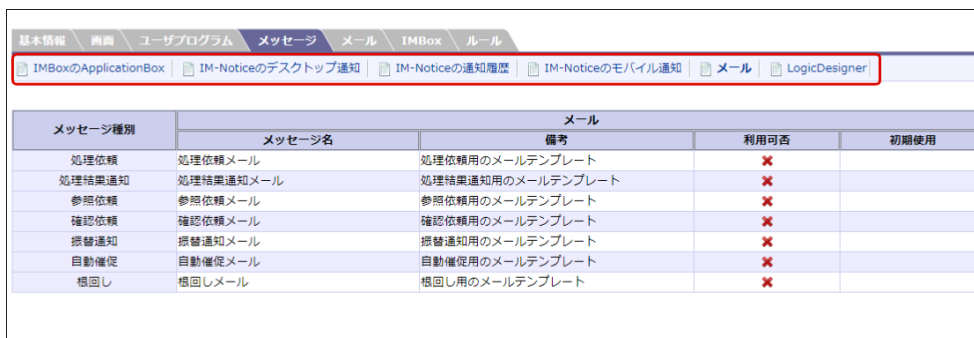 基本情報 画面 ユーザプログラム メッセージ メール IMBox ルール
IMBoxのApplicationBox IM-Noticeのデスクトップ通知 IM-Noticeの通知履歴 IM-Noticeのモバイル通知 メール LogicDesigner
メッセージ種別 メール
メッセージ名 備考 利用可否 初期使用
処理依頼 処理依頼メール 処理依頼用のメールテンプレート
処理結果通知 処理結果通知メール 処理結果通知用のメールテンプレート
参照依頼 参照依頼メール 参照依頼用のメールテンプレート
確認依頼 確認依頼メール 確認依頼用のメールテンプレート
振替通知 振替通知メール 振替通知用のメールテンプレート
自動催促 自動催促メール 自動催促用のメールテンプレート
根回し 根回しメール 根回し用のメールテンプレート